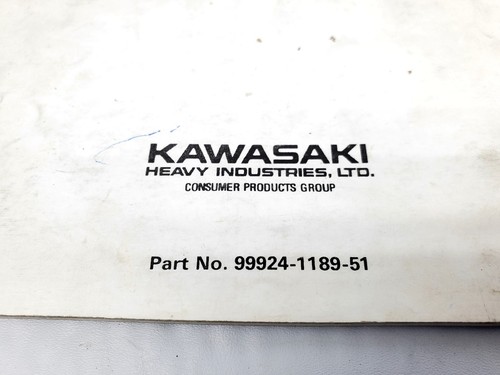 KAWASAKI
HEAVY INDUSTRIES, LTD.
CONSUMER PRODUCTS GROUP
Part No. 99924-1189-51